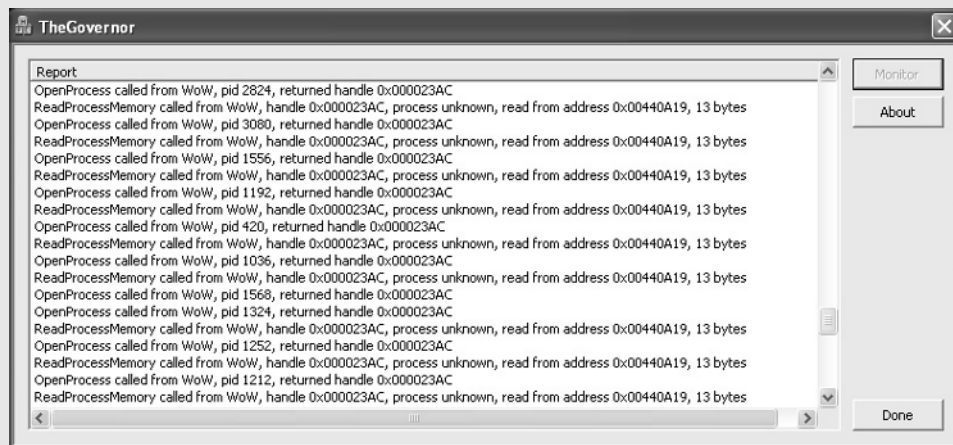 TheGovernor
Report
OpenProcess called from WoW, pid 2824, returned handle 0x000023AC
ReadProcessMemory called from WoW, handle 0x000023AC, process unknown, read from address 0x00440A19, 13 bytes
OpenProcess called from WoW, pid 3080, returned handle 0x000023AC
ReadProcessMemory called from WoW, handle 0x000023AC, process unknown, read from address 0x00440A19, 13 bytes
OpenProcess called from WoW, pid 1556, returned handle 0x000023AC
ReadProcessMemory called from WoW, handle 0x000023AC, process unknown, read from address 0x00440A19, 13 bytes
OpenProcess called from WoW, pid 1192, returned handle 0x000023AC
ReadProcessMemory called from WoW, handle 0x000023AC, process unknown, read from address 0x00440A19, 13 bytes
OpenProcess called from WoW, pid 420, returned handle 0x000023AC
ReadProcessMemory called from WoW, handle 0x000023AC, process unknown, read from address 0x00440A19, 13 bytes
OpenProcess called from WoW, pid 1036, returned handle 0x000023AC
ReadProcessMemory called from WoW, handle 0x000023AC, process unknown, read from address 0x00440A19, 13 bytes
OpenProcess called from WoW, pid 1568, returned handle 0x000023AC
OpenProcess called from WoW, pid 1324, returned handle 0x000023AC
ReadProcessMemory called from WoW, handle 0x000023AC, process unknown, read from address 0x00440A19, 13 bytes
OpenProcess called from WoW, pid 1252, returned handle 0x000023AC
ReadProcessMemory called from WoW, handle 0x000023AC, process unknown, read from address 0x00440A19, 13 bytes
OpenProcess called from WoW, pid 1212, returned handle 0x000023AC
ReadProcessMemory called from WoW, handle 0x000023AC, process unknown, read from address 0x00440A19, 13 bytes
Monitor
About
Done